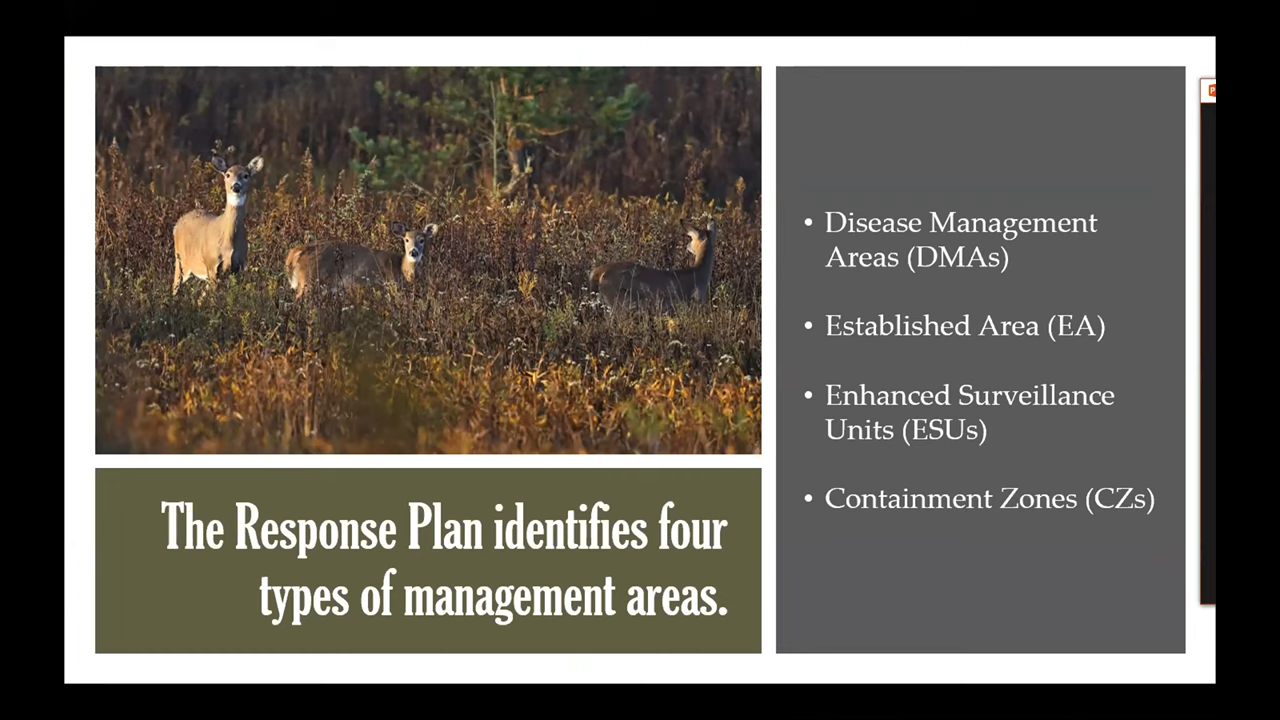 • Disease Management
Areas (DMAs)
• Established Area (EA)
• Enhanced Surveillance
Units (ESUs)
• Containment Zones (CZs)
The Response Plan identifies four
types of management areas.